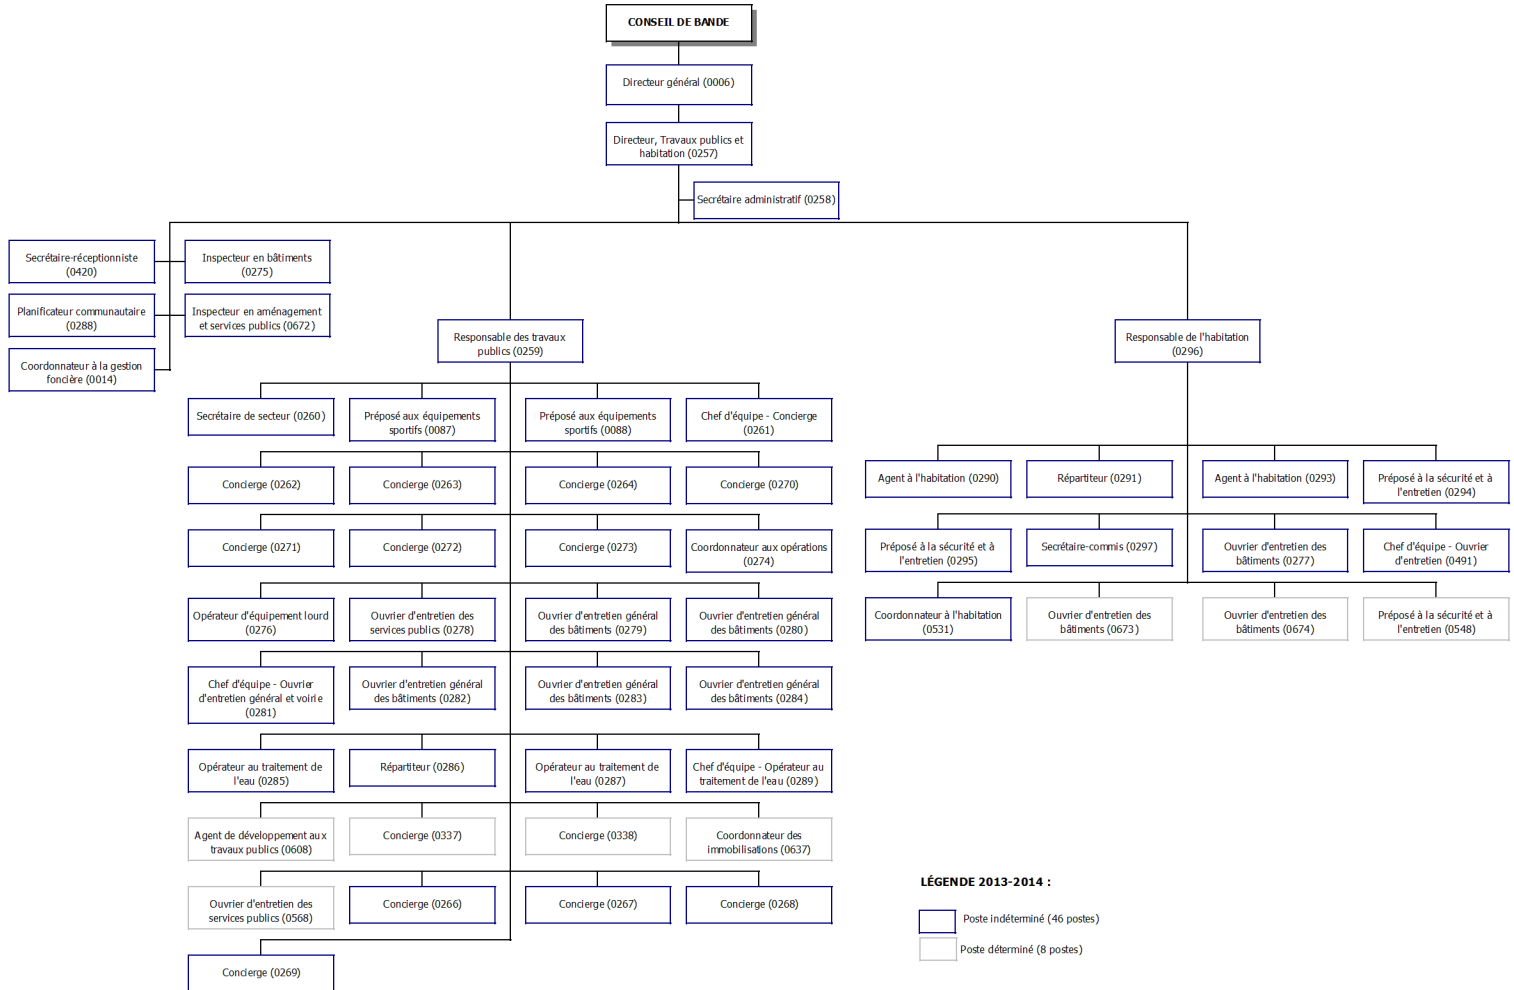 CONSEIL DE BANDE
Directeur général (0006)
Directeur, Travaux publics et
habitation (0257)
Secrétaire administratif (0258)
Secrétaire-réceptionniste
(0420)
Inspecteur en bâtiments
(0275)
Planificateur communautaire
(0288)
Inspecteur en aménagement
et services publics (0672)
Coordonnateur à la gestion
foncière (0014)
Responsable des travaux
publics (0259)
Secrétaire de secteur (0260)
Préposé aux équipements
sportifs (0087)
Préposé aux équipements
sportifs (0088)
Chef d'équipe - Concierge
(0261)
Concierge (0262)
Concierge (0263)
Concierge (0264)
Concierge (0270)
Concierge (0271)
Concierge (0272)
Concierge (0273)
Coordonnateur aux opérations
(0274)
Opérateur d'équipement lourd
(0276)
Ouvrier d'entretien des
services publics (0278)
Ouvrier d'entretien général
des bâtiments (0279)
Ouvrier d'entretien général
des bâtiments (0280)
Chef d'équipe - Ouvrier
d'entretien général et voirie
(0281)
Ouvrier d'entretien général
des bâtiments (0282)
Ouvrier d'entretien général
des bâtiments (0283)
Ouvrier d'entretien général
des bâtiments (0284)
Opérateur au traitement de
l'eau (0285)
Répartiteur (0286)
Opérateur au traitement de
l'eau (0287)
Chef d'équipe - Opérateur au
traitement de l'eau (0289)
Agent de développement aux
travaux publics (0608)
Concierge (0337)
Concierge (0338)
Coordonnateur des
immobilisations (0637)
Ouvrier d'entretien des
services publics (0568)
Concierge (0266)
Concierge (0267)
Concierge (0268)
Concierge (0269)
Responsable de l'habitation
(0296)
Agent à l'habitation (0290)
Répartiteur (0291)
Agent à l'habitation (0293)
Préposé à la sécurité et à
l'entretien (0294)
Préposé à la sécurité et à
l'entretien (0295)
Secrétaire-commis (0297)
Ouvrier d'entretien des
bâtiments (0277)
Chef d'équipe - Ouvrier
d'entretien (0491)
Coordonnateur à l'habitation
(0531)
Ouvrier d'entretien des
bâtiments (0673)
Ouvrier d'entretien des
bâtiments (0674)
Préposé à la sécurité et à
l'entretien (0548)
LÉGENDE 2013-2014 :
Poste indéterminé (46 postes)
Poste déterminé (8 postes)